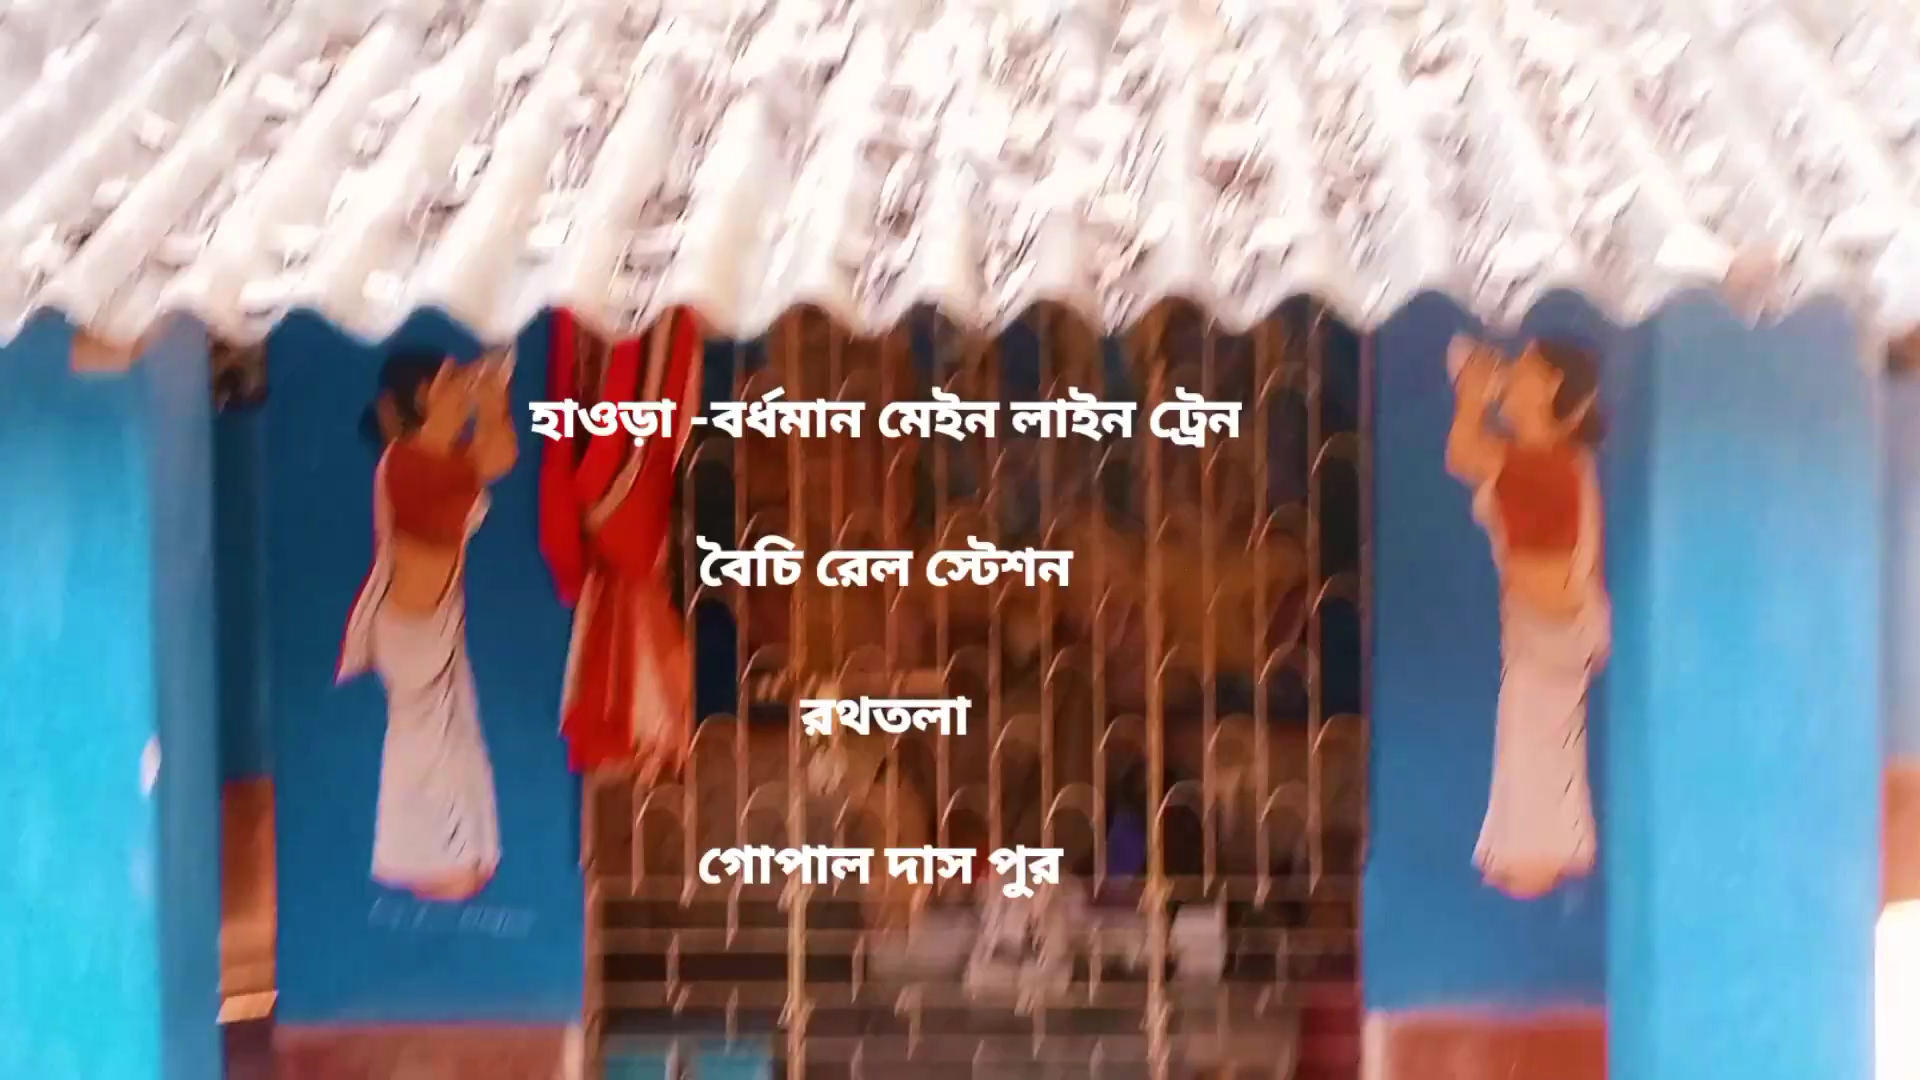 হাওড়া -বর্ধমান মেইন লাইন ট্রেন
বৈচি রেল স্টেশন
রথতলা
গোপাল দাস পুর